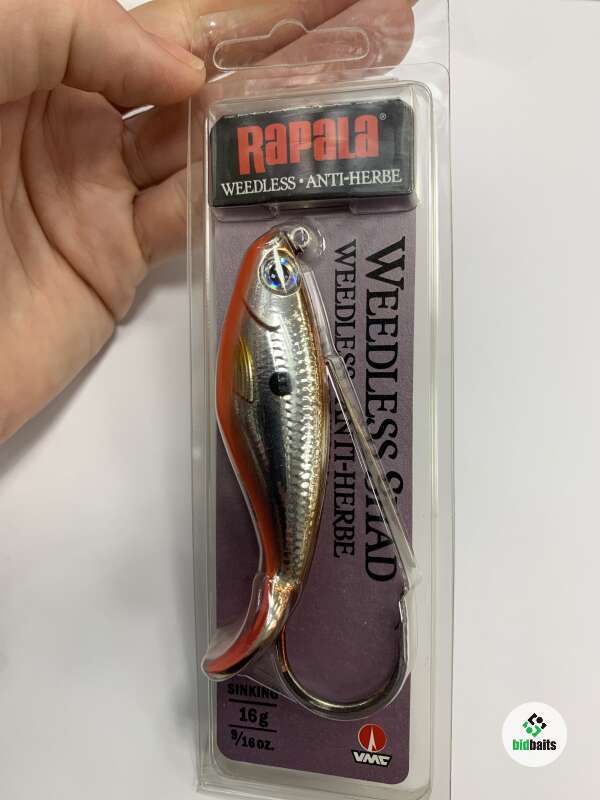 Rapala®
WEEDLESS • ANTI-HERBE
WEEDLESS SHAD
WEEDLESS ANTI-HERBE
SINKING
16g
9/16 oz.
VMC
bidbaits